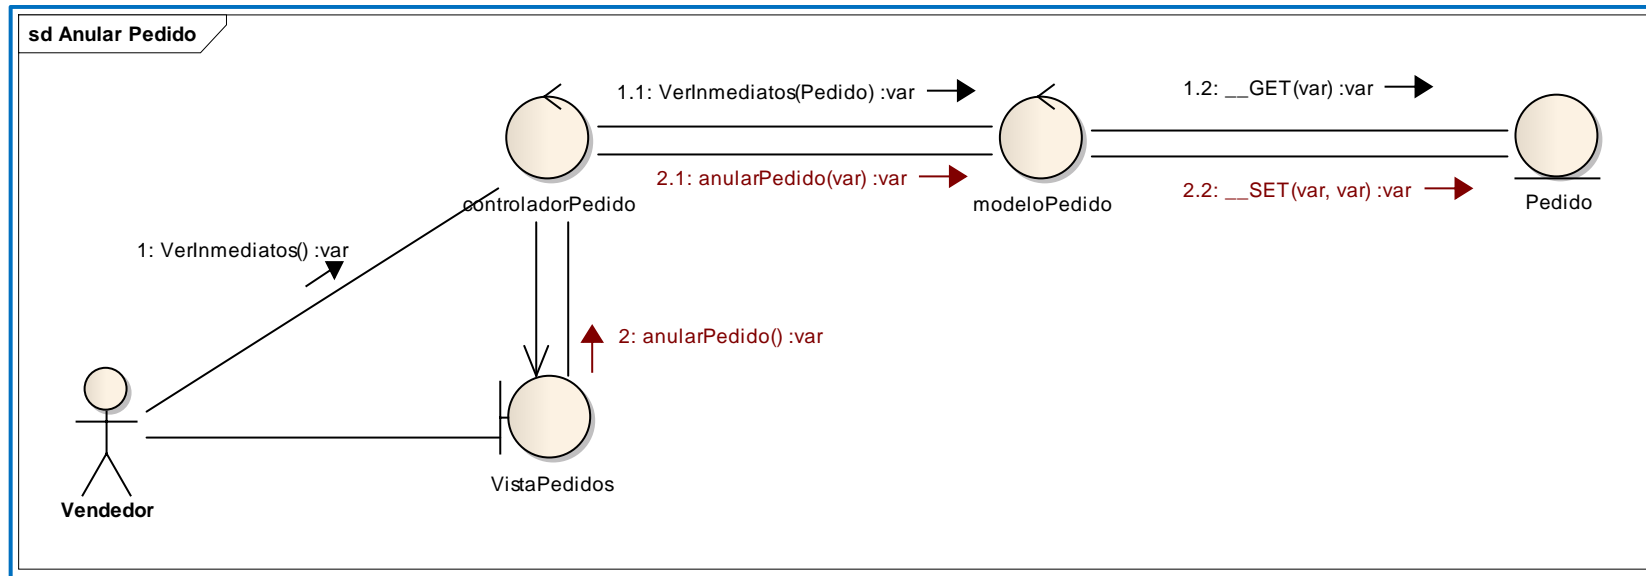 sd Anular Pedido
1.1: VerInmediatos(Pedido) :var
1.2: __GET(var) :var
2.1: anularPedido(var) :var
2.2: __SET(var, var) :var
controladorPedido
modeloPedido
Pedido
1: VerInmediatos() :var
2: anularPedido() :var
VistaPedidos
Vendedor